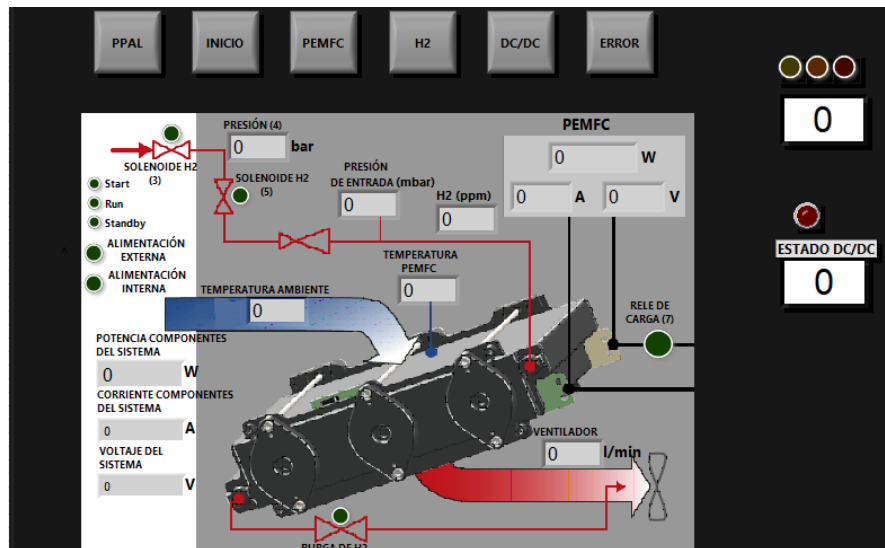 PPAL
INICIO
PEMFC
H2
DC/DC
ERROR
0
ESTADO DC/DC
0
PRESIÓN (4)
0 bar
SOLENOIDE H2
(3)
Start
Run
Standby
ALIMENTACIÓN
EXTERNA
ALIMENTACIÓN
INTERNA
SOLENOIDE H2
(5)
PRESIÓN
DE ENTRADA (mbar)
0
H2 (ppm)
0
PEMFC
0 W
0 A 0 V
TEMPERATURA
PEMFC
0
TEMPERATURA AMBIENTE
0
RELE DE
CARGA (7)
POTENCIA COMPONENTES
DEL SISTEMA
0 W
CORRIENTE COMPONENTES
DEL SISTEMA
0 A
VOLTAJE DEL
SISTEMA
0 V
VENTILADOR
0 l/min
PURGA DE H2